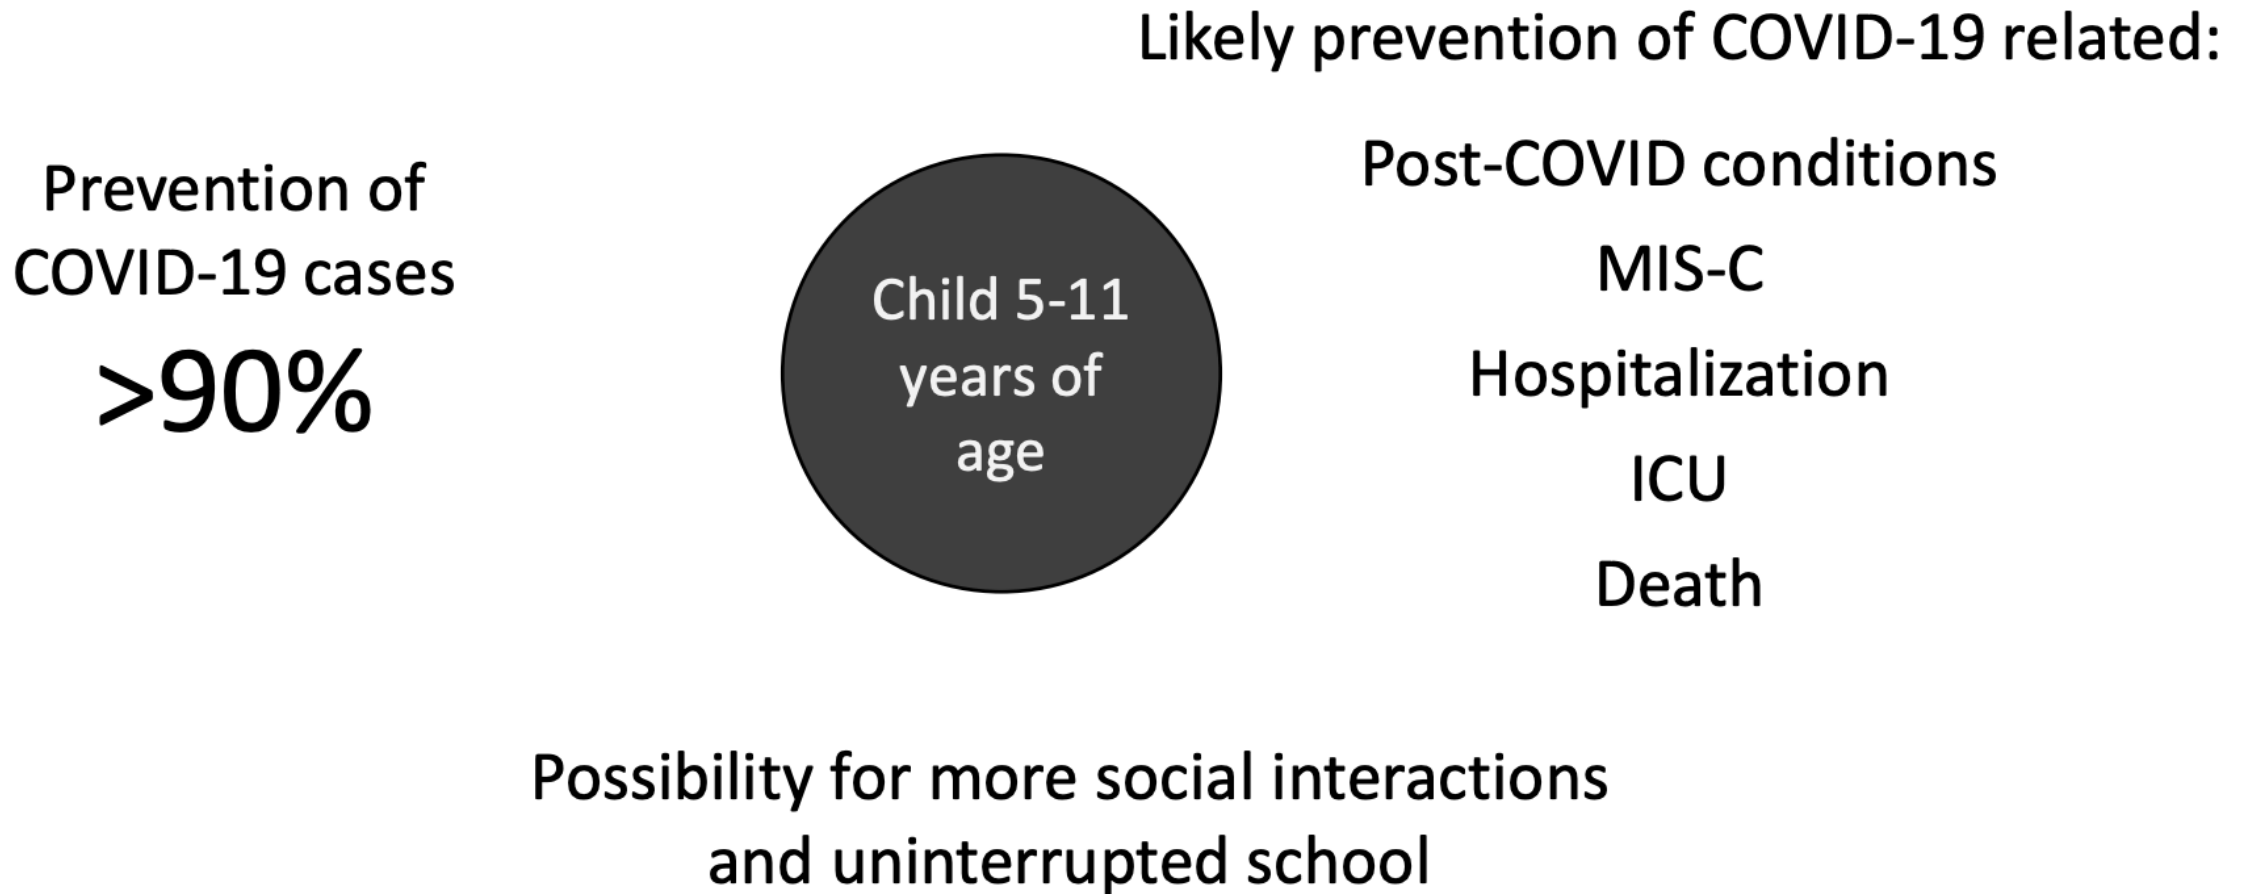 Likely prevention of COVID-19 related:
Prevention of
COVID-19 cases
>90%
Child 5-11
years of
age
Post-COVID conditions
MIS-C
Hospitalization
ICU
Death
Possibility for more social interactions
and uninterrupted school